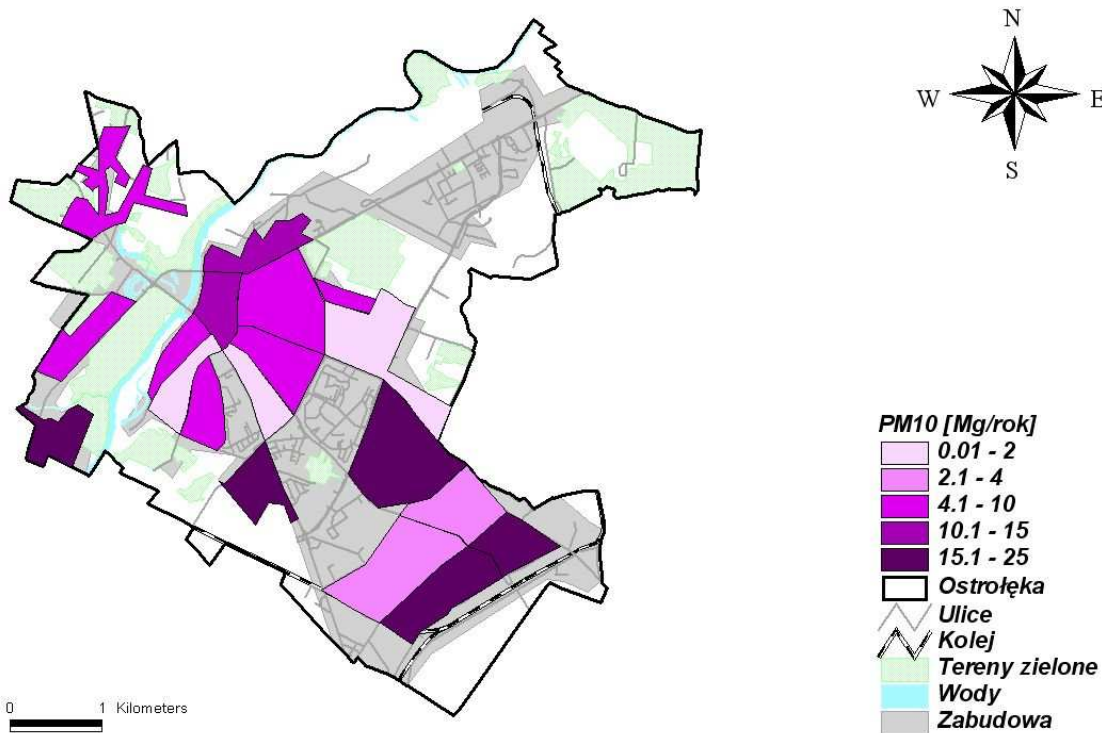 N
W E
S
PM10 [Mg/rok]
0.01 - 2
2.1 - 4
4.1 - 10
10.1 - 15
15.1 - 25
Ostrołęka
Ulice
Kolej
Tereny zielone
Wody
Zabudowa
0 1 Kilometers